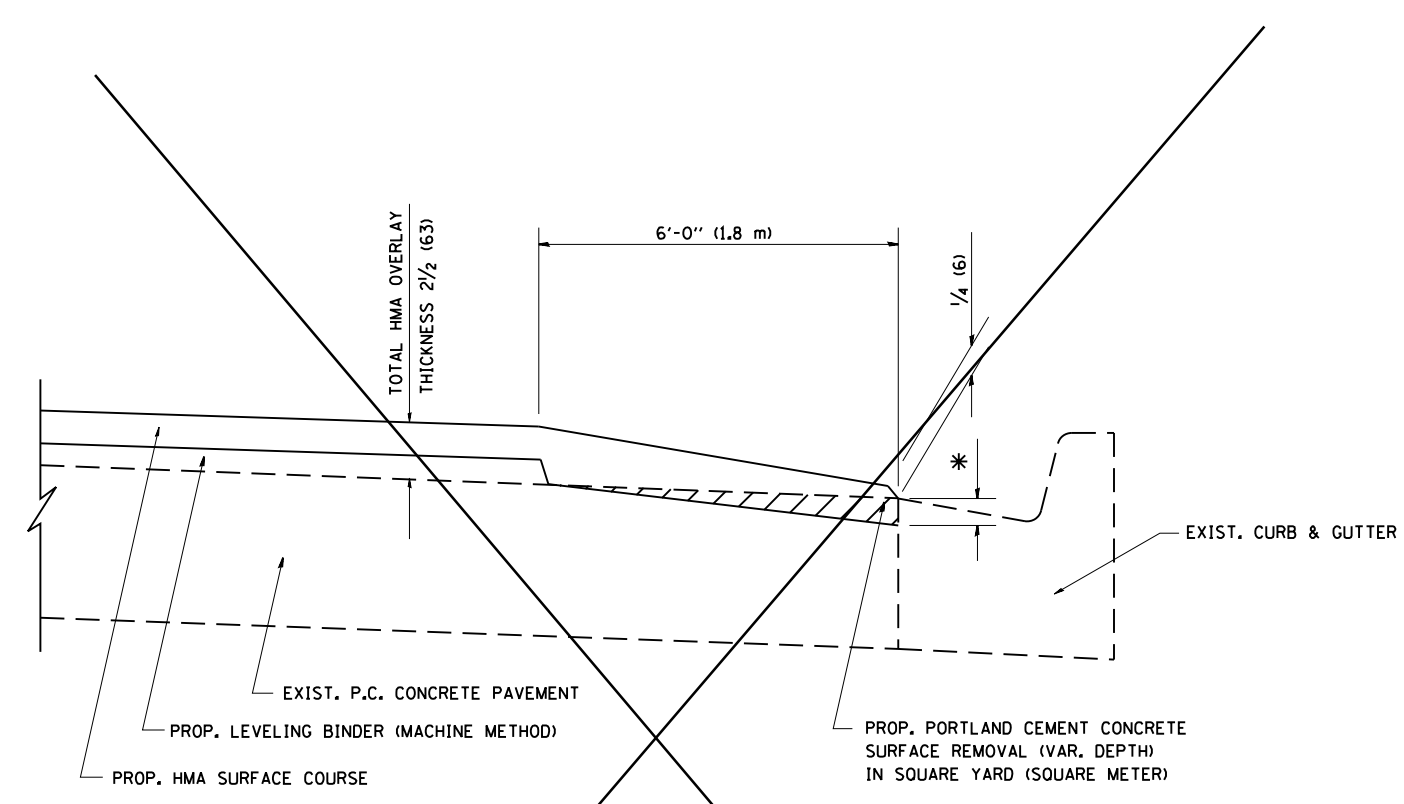 TOTAL HMA OVERLAY
THICKNESS 2 1/2 (63)
6'-0" (1.8 m)
1/4 (6)
*
EXIST. CURB & GUTTER
EXIST. P.C. CONCRETE PAVEMENT
PROP. LEVELING BINDER (MACHINE METHOD)
PROP. HMA SURFACE COURSE
PROP. PORTLAND CEMENT CONCRETE
SURFACE REMOVAL (VAR. DEPTH)
IN SQUARE YARD (SQUARE METER)